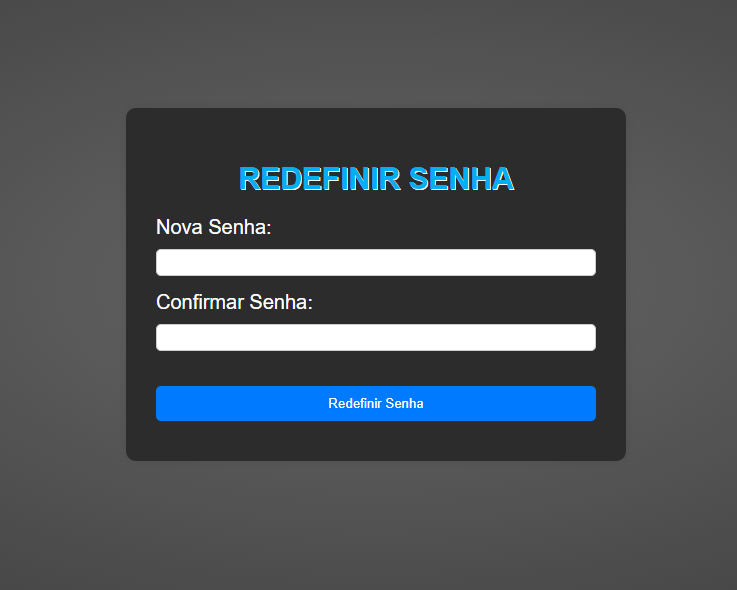 REDEFINIR SENHA
Nova Senha:
Confirmar Senha:
Redefinir Senha